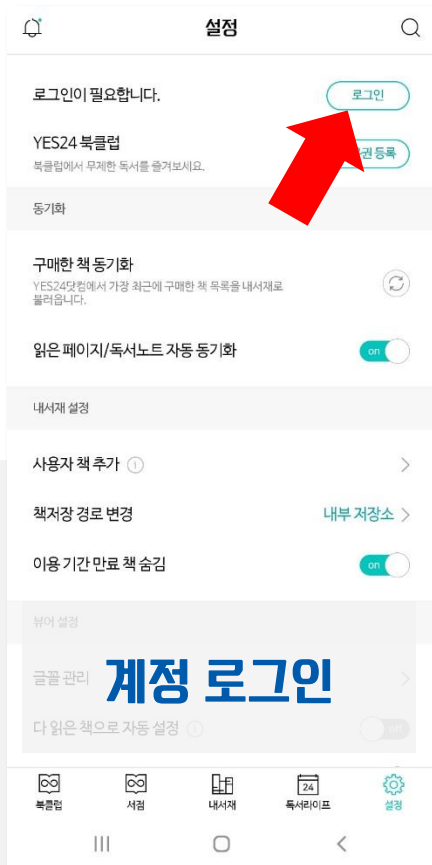 설정
로그인이 필요합니다.
로그인
YES24 북클럽
권 등록
북클럽에서 무제한 독서를 즐겨보세요.
동기화
구매한 책 동기화
YES24닷컴에서 가장 최근에 구매한 책 목록을 내서재로
불러옵니다.
읽은 페이지/독서노트 자동 동기화
on
내서재 설정
사용자 책 추가
책저장 경로 변경
내부 저장소
이용 기간 만료 책 숨김
on
뷰어 설정
글꼴 관리
계정 로그인
다 읽은 책으로 자동 설정
off
북클럽
서점
내서재
24
독서라이프
설정